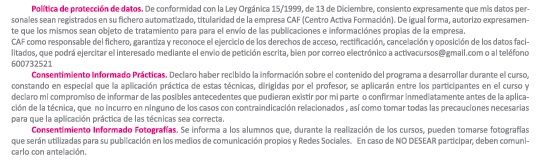 Política de protección de datos. De conformidad con la Ley Orgánica 15/1999, de 13 de Diciembre, consiento expresamente que mis datos per-
sonales sean registrados en su fichero automatizado, titularidad de la empresa CAF (Centro Activa Formación). De igual forma, autorizo expresamen-
te que los mismos sean objeto de tratamiento para para el envío de las publicaciones e informaciónes propias de la empresa.
CAF como responsable del fichero, garantiza y reconoce el ejercicio de los derechos de acceso, rectificación, cancelación y oposición de los datos faci-
litados, que podrá ejercitar el interesado mediante el envio de petición escrita, bien por correo electrónico a activacursos@gmail.com o al teléfono
600732521
Consentimiento Informado Prácticas. Declaro haber recibido la información sobre el contenido del programa a desarrollar durante el curso,
constando en especial que la aplicación práctica de estas técnicas, dirigidas por el profesor, se aplicarán entre los participantes en el curso y
declaro mi compromiso de informar de las posibles antecedentes que pudieran existir por mi parte o confirmar inmediatamente antes de la aplica-
ción de la técnica, que no incurro en ninguno de los casos con contraindicación relacionados , así como tomar todas las precauciones necesarias
para que la aplicación práctica de las técnicas sea correcta.
Consentimiento Informado Fotografías. Se informa a los alumnos que, durante la realización de los cursos, pueden tomarse fotografías
que serán utilizadas para su publicación en los medios de comunicación propios y Redes Sociales. En caso de NO DESEAR participar, deben comuni-
carlo con antelación.